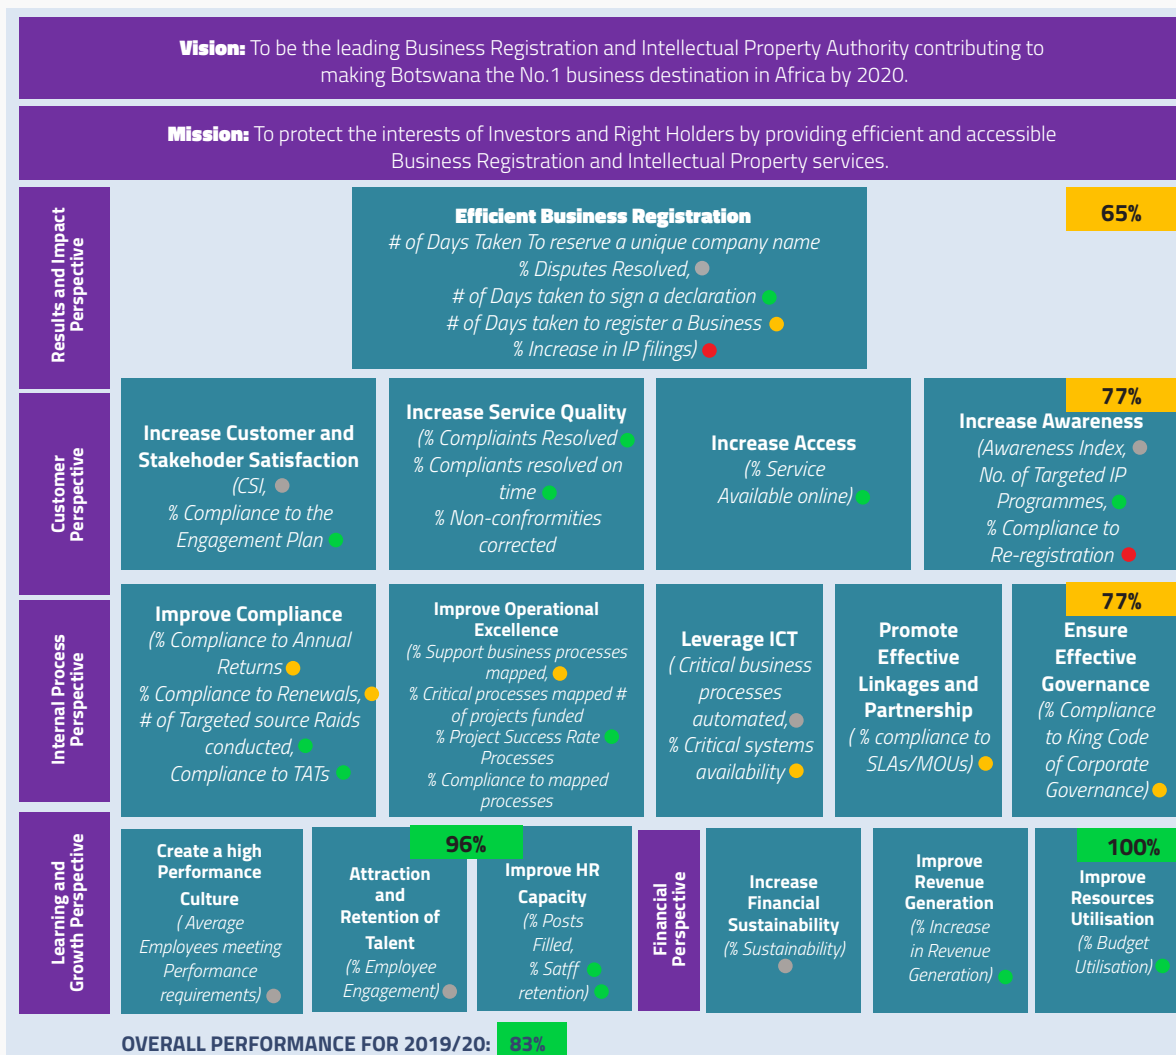 Vision: To be the leading Business Registration and Intellectual Property Authority contributing to
making Botswana the No.1 business destination in Africa by 2020.
Mission: To protect the interests of Investors and Right Holders by providing efficient and accessible
Business Registration and Intellectual Property services.
Results and Impact
Perspective
Efficient Business Registration
# of Days Taken To reserve a unique company name
% Disputes Resolved,
# of Days taken to sign a declaration
# of Days taken to register a Business
% Increase in IP filings)
65%
Customer
Perspective
Increase Customer and
Stakehoder Satisfaction
(CSI,
% Compliance to the
Engagement Plan
Increase Service Quality
(% Compliaints Resolved
% Compliants resolved on
time
% Non-confrormities
corrected
Increase Access
(% Service
Available online)
77%
Increase Awareness
(Awareness Index,
No. of Targeted IP
Programmes,
% Compliance to
Re-registration
Internal Process
Perspective
Improve Compliance
(% Compliance to Annual
Returns
% Compliance to Renewals,
# of Targeted source Raids
conducted,
Compliance to TATs
Improve Operational
Excellence
(% Support business processes
mapped,
% Critical processes mapped #
of projects funded
% Project Success Rate
Processes
% Compliance to mapped
processes
Leverage ICT
( Critical business
processes
automated,
% Critical systems
availability
Promote
Effective
Linkages and
Partnership
( % compliance to
SLAs/MOUs)
77%
Ensure
Effective
Governance
(% Compliance
to King Code
of Corporate
Governance)
Learning and
Growth Perspective
Create a high
Performance
Culture
( Average
Employees meeting
Performance
requirements)
96%
Attraction
and
Retention of
Talent
(% Employee
Engagement)
Improve HR
Capacity
(% Posts
Filled,
% Satff
retention)
Financial
Perspective
Increase
Financial
Sustainability
(% Sustainability)
Improve
Revenue
Generation
(% Increase
in Revenue
Generation)
100%
Improve
Resources
Utilisation
(% Budget
Utilisation)
OVERALL PERFORMANCE FOR 2019/20: 83%